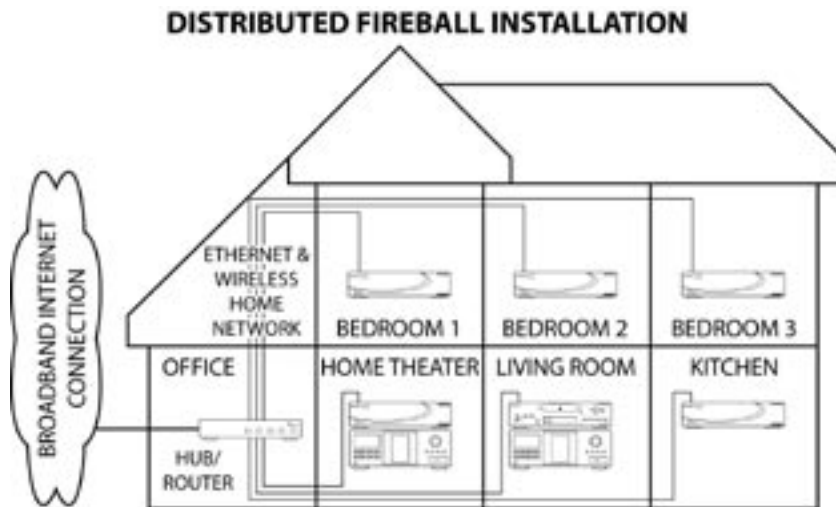 DISTRIBUTED FIREBALL INSTALLATION
BROADBAND INTERNET
CONNECTION
ETHERNET &
WIRELESS
HOME
NETWORK
BEDROOM 1
BEDROOM 2
BEDROOM 3
OFFICE
HOME THEATER
LIVING ROOM
KITCHEN
HUB/
ROUTER